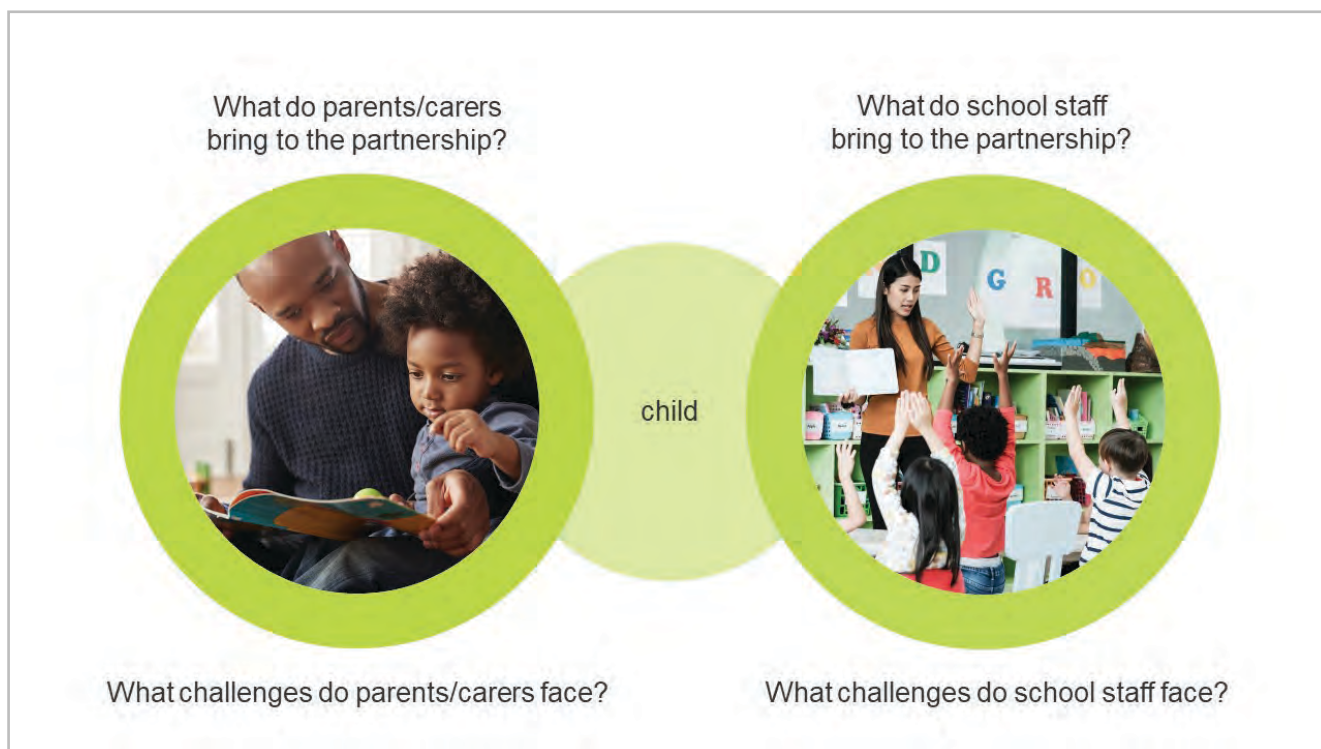 What do parents/carers
bring to the partnership?
What do school staff
bring to the partnership?
D
G
R
O
child
What challenges do parents/carers face?
What challenges do school staff face?